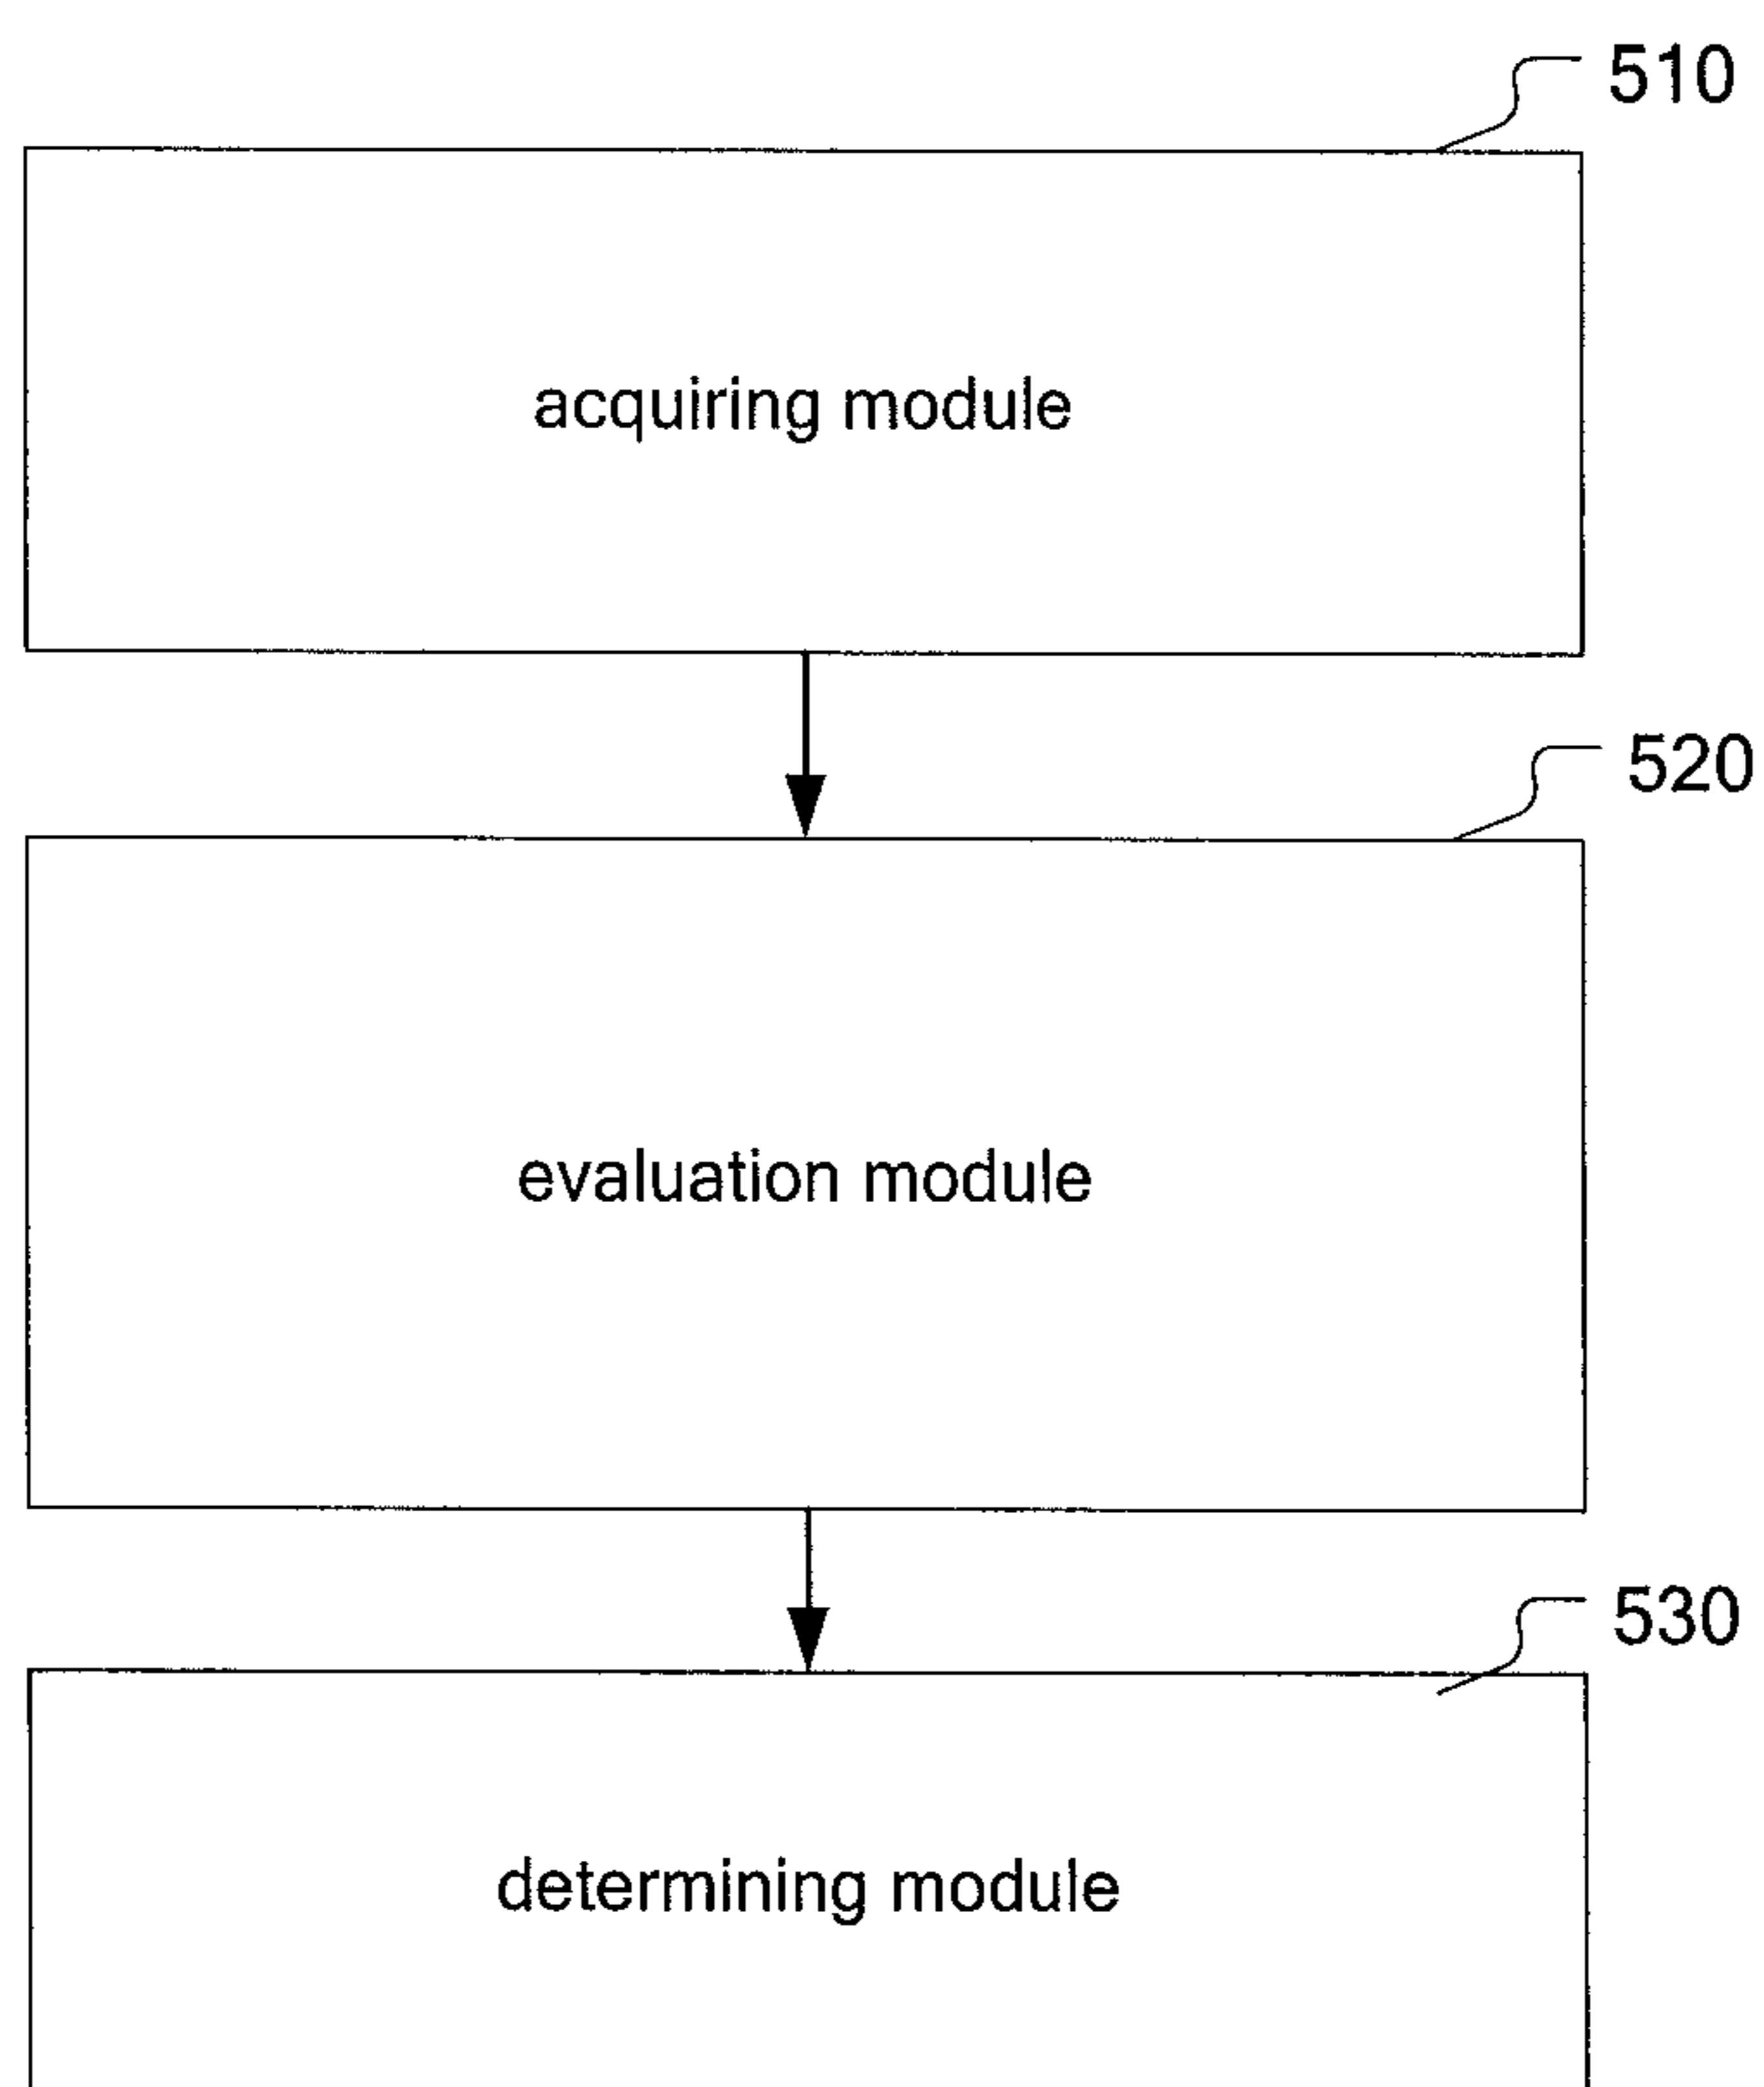 510
acquiring module
520
evaluation module
530
determining module